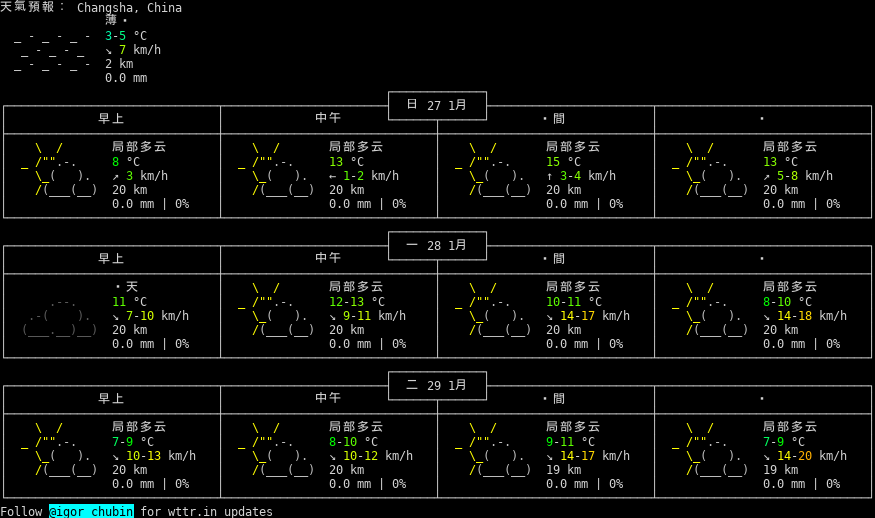 天氣預報： Changsha, China
薄・
3-5 °C
↘ 7 km/h
2 km
0.0 mm
日 27 1月
早上 中午 ・間 ・
局部多云 局部多云 局部多云 局部多云
8 °C 13 °C 15 °C 13 °C
↗ 3 km/h ← 1-2 km/h ↑ 3-4 km/h ↗ 5-8 km/h
20 km 20 km 20 km 20 km
0.0 mm | 0% 0.0 mm | 0% 0.0 mm | 0% 0.0 mm | 0%
一 28 1月
早上 中午 ・間 ・
・天 局部多云 局部多云 局部多云
11 °C 12-13 °C 10-11 °C 8-10 °C
↘ 7-10 km/h ↘ 9-11 km/h ↘ 14-17 km/h ↘ 14-18 km/h
20 km 20 km 20 km 20 km
0.0 mm | 0% 0.0 mm | 0% 0.0 mm | 0% 0.0 mm | 0%
二 29 1月
早上 中午 ・間 ・
局部多云 局部多云 局部多云 局部多云
7-9 °C 8-10 °C 9-11 °C 7-9 °C
↘ 10-13 km/h ↘ 10-12 km/h ↘ 14-17 km/h ↘ 14-20 km/h
20 km 20 km 19 km 19 km
0.0 mm | 0% 0.0 mm | 0% 0.0 mm | 0% 0.0 mm | 0%
Follow @igor_chubin for wttr.in updates